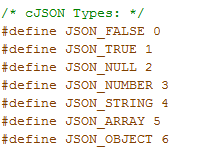 /* cJSON Types: */
#define JSON_FALSE 0
#define JSON_TRUE 1
#define JSON_NULL 2
#define JSON_NUMBER 3
#define JSON_STRING 4
#define JSON_ARRAY 5
#define JSON_OBJECT 6